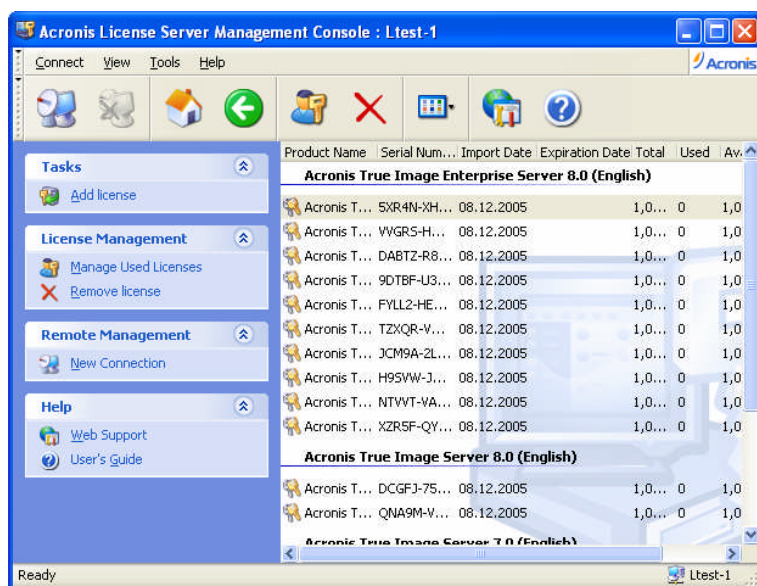 Acronis License Server Management Console : Ltest-1
Connect View Tools Help
Acronis
Product Name Serial Num... Import Date Expiration Date Total Used Av
Tasks
Add license
License Management
Manage Used Licenses
Remove license
Remote Management
New Connection
Help
Web Support
User's Guide
Acronis True Image Enterprise Server 8.0 (English)
Acronis T... 5XR4N-XH... 08.12.2005 1,0... 0 1,0
Acronis T... VVGRS-H... 08.12.2005 1,0... 0 1,0
Acronis T... DABTZ-R8... 08.12.2005 1,0... 0 1,0
Acronis T... 9DTBF-U3... 08.12.2005 1,0... 0 1,0
Acronis T... FYLL2-HE... 08.12.2005 1,0... 0 1,0
Acronis T... TZXQR-V... 08.12.2005 1,0... 0 1,0
Acronis T... JCM9A-2L... 08.12.2005 1,0... 0 1,0
Acronis T... H9SVW-J... 08.12.2005 1,0... 0 1,0
Acronis T... NTVVT-VA... 08.12.2005 1,0... 0 1,0
Acronis T... XZR5F-QY... 08.12.2005 1,0... 0 1,0
Acronis True Image Server 8.0 (English)
Acronis T... DCGFJ-75... 08.12.2005 1,0... 0 1,0
Acronis T... QNA9M-V... 08.12.2005 1,0... 0 1,0
Acronis True Image Server 7.0 (English)
Ready
Ltest-1